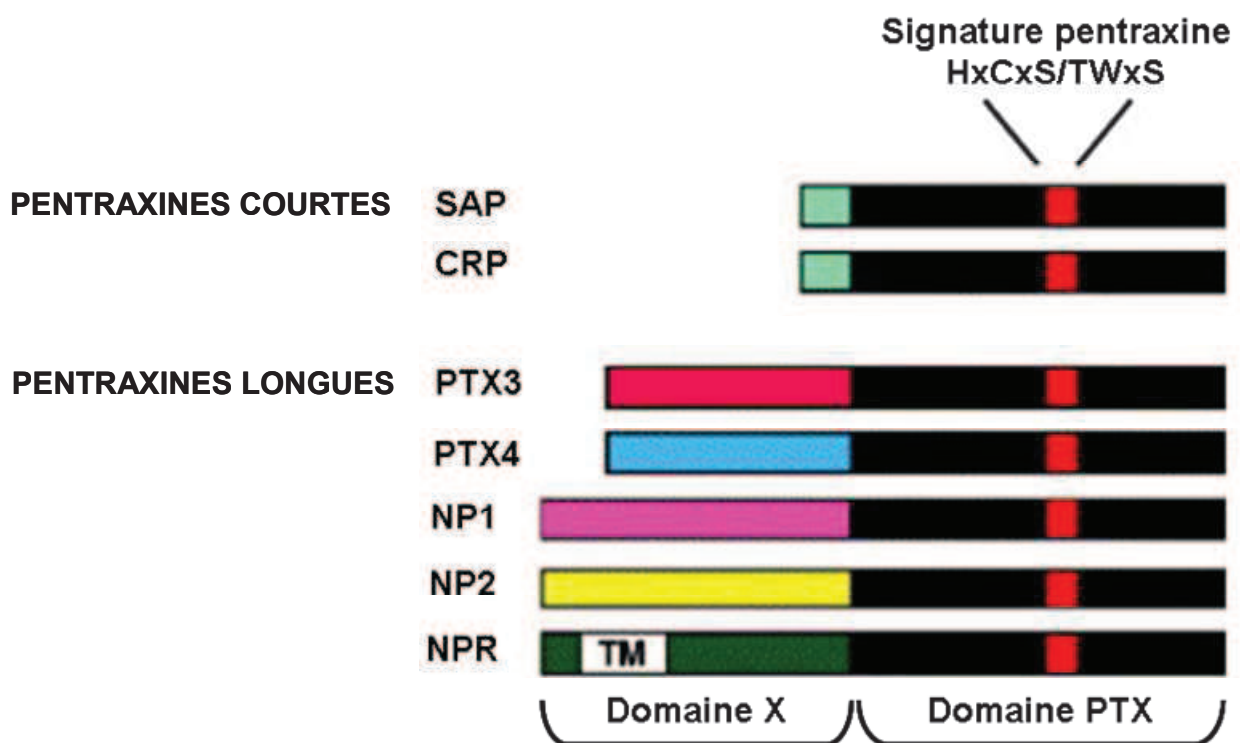 Signature pentraxine
HxCxS/TWxS
PENTRAXINES COURTES SAP
CRP
PENTRAXINES LONGUES PTX3
PTX4
NP1
NP2
NPR TM
Domaine X Domaine PTX